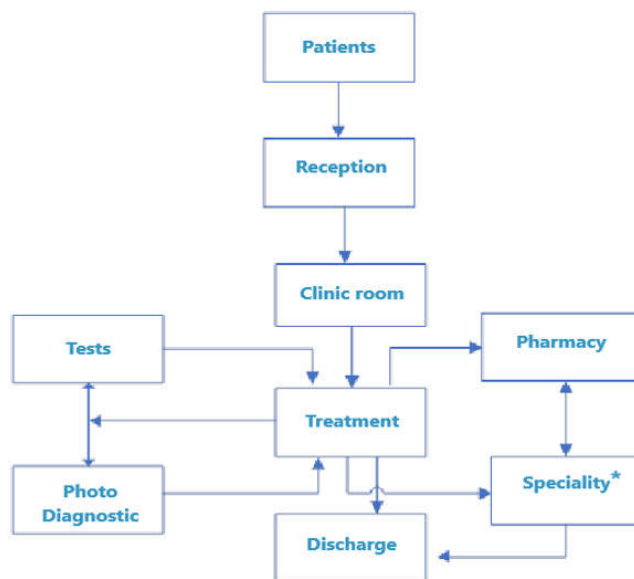 Patients
Reception
Clinic room
Tests
Pharmacy
Treatment
Photo
Diagnostic
Speciality*
Discharge